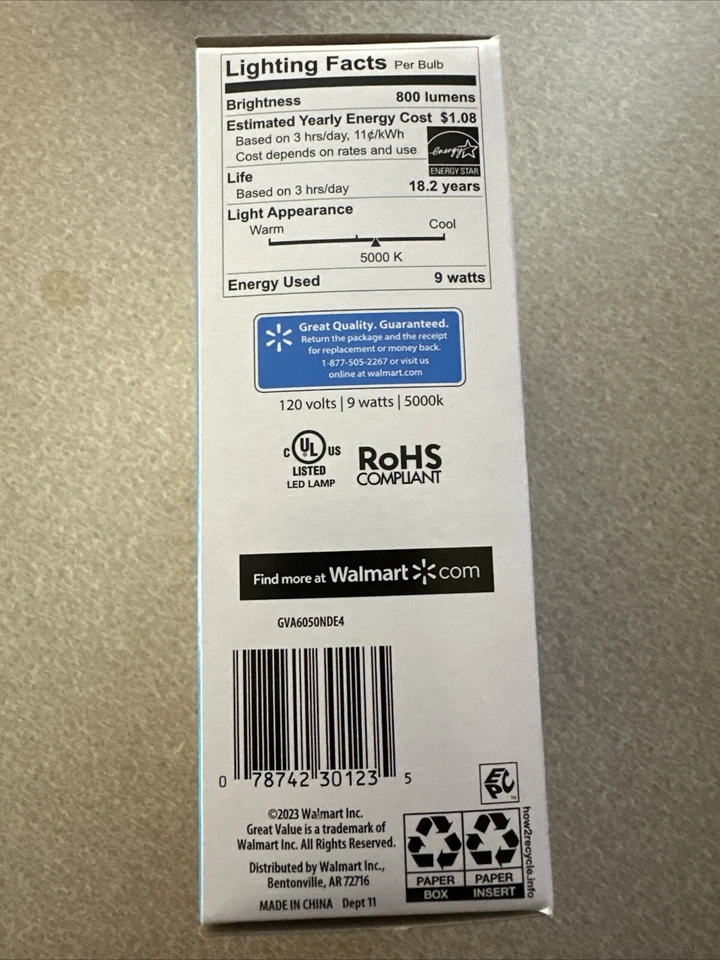 Lighting Facts Per Bulb
Brightness 800 lumens
Estimated Yearly Energy Cost $1.08
Based on 3 hrs/day, 11¢/kWh
Cost depends on rates and use
energy
ENERGY STAR
Life
Based on 3 hrs/day 18.2 years
Light Appearance
Warm Cool
5000 K
Energy Used 9 watts
Great Quality. Guaranteed.
Return the package and the receipt
for replacement or money back.
1-877-505-2267 or visit us
online at walmart.com
120 volts | 9 watts | 5000k
C UL US
LISTED
LED LAMP
RoHS
COMPLIANT
Find more at Walmart com
GVA6050NDE4
0 78742 30123 5
EPC
©2023 Walmart Inc.
Great Value is a trademark of
Walmart Inc. All Rights Reserved.
Distributed by Walmart Inc.,
Bentonville, AR 72716
MADE IN CHINA Dept 11
PAPER PAPER
BOX INSERT
how2recycle.info